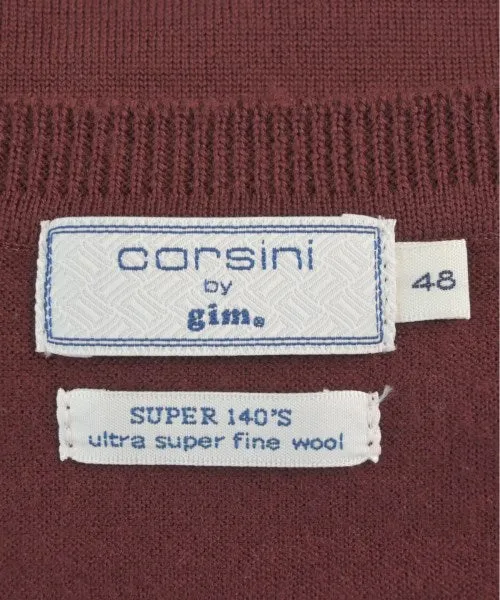 corsini
by
gim®
48
SUPER 140'S
ultra super fine wool